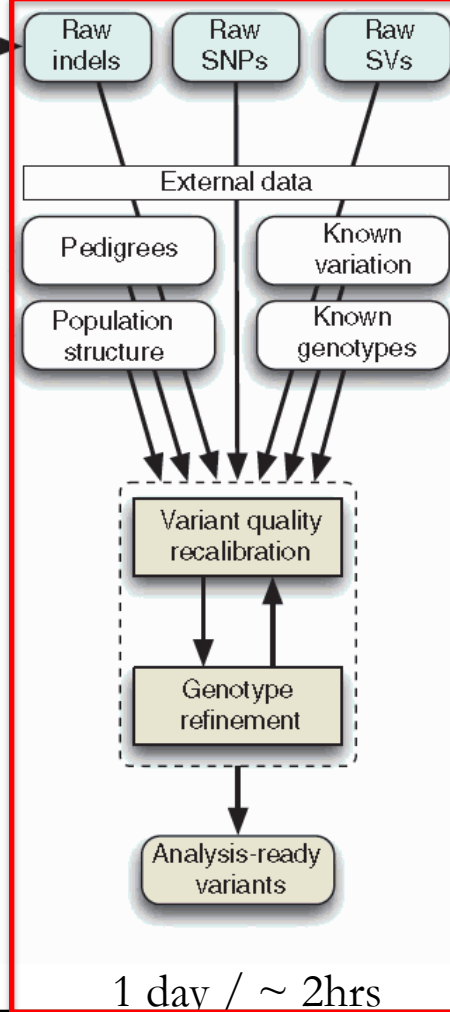 Raw
indels
Raw
SNPs
Raw
SVs
External data
Pedigrees
Known
variation
Population
structure
Known
genotypes
Variant quality
recalibration
Genotype
refinement
Analysis-ready
variants
1 day / ~ 2hrs